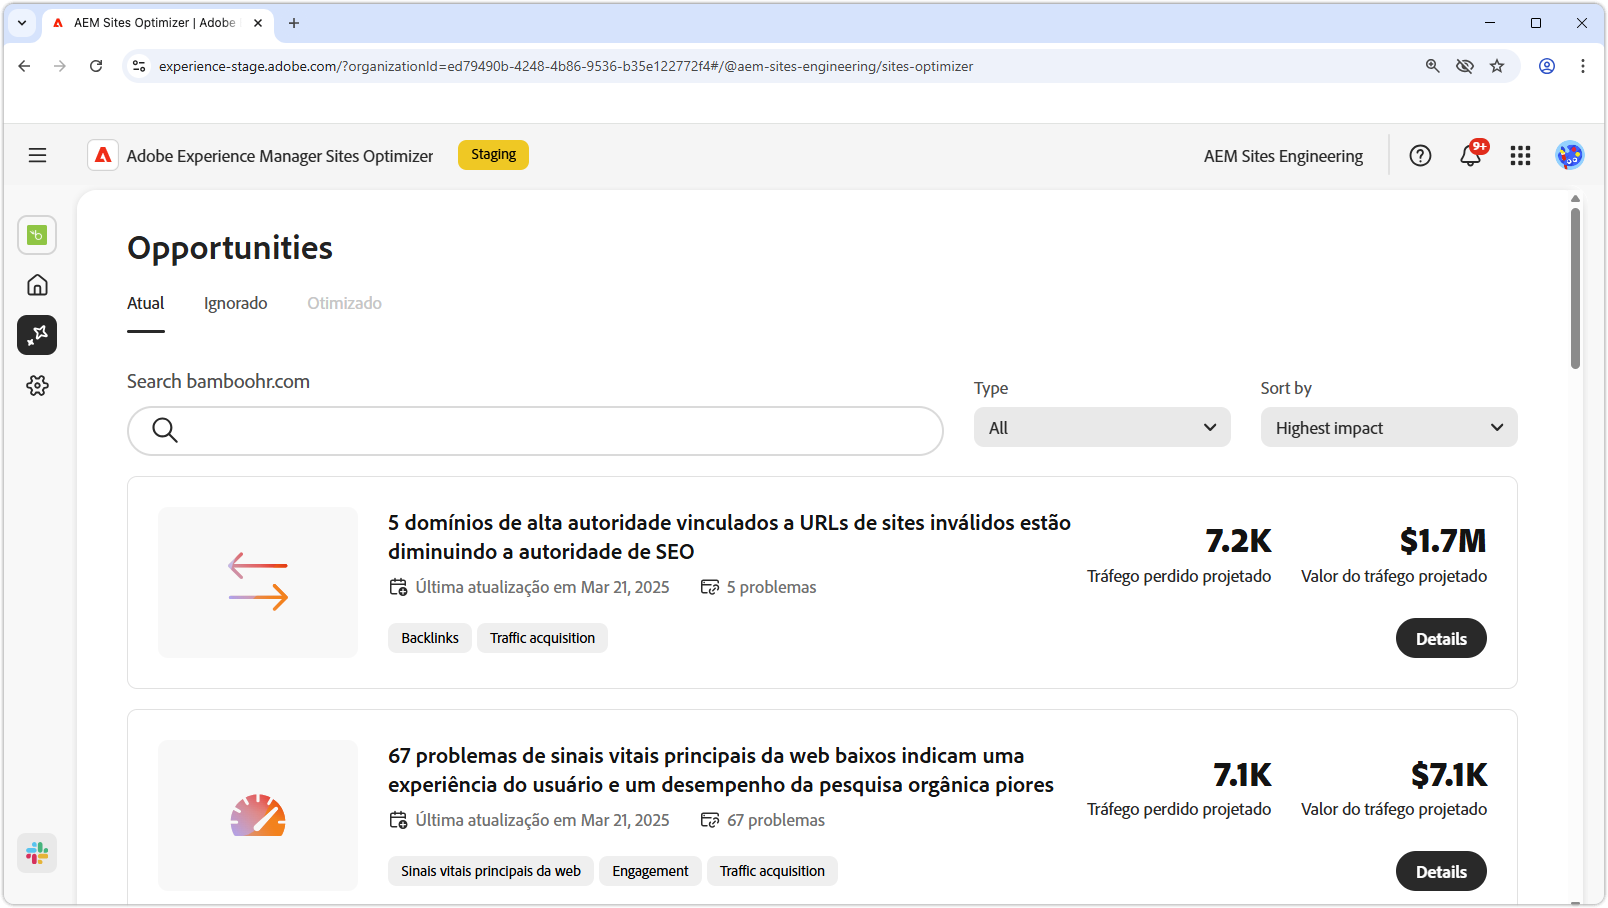 AEM Sites Optimizer | Adobe
experience-stage.adobe.com/?organizationId=ed79490b-4248-4b86-9536-b35e122772f4#/@aem-sites-engineering/sites-optimizer
Adobe Experience Manager Sites Optimizer
Staging
AEM Sites Engineering
9+
Opportunities
Atual
Ignorado
Otimizado
Search bamboohr.com
Type
All
Sort by
Highest impact
5 domínios de alta autoridade vinculados a URLs de sites inválidos estão
diminuindo a autoridade de SEO
Última atualização em Mar 21, 2025
5 problemas
Backlinks
Traffic acquisition
7.2K
Tráfego perdido projetado
$1.7M
Valor do tráfego projetado
Details
67 problemas de sinais vitais principais da web baixos indicam uma
experiência do usuário e um desempenho da pesquisa orgânica piores
Última atualização em Mar 21, 2025
67 problemas
Sinais vitais principais da web
Engagement
Traffic acquisition
7.1K
Tráfego perdido projetado
$7.1K
Valor do tráfego projetado
Details